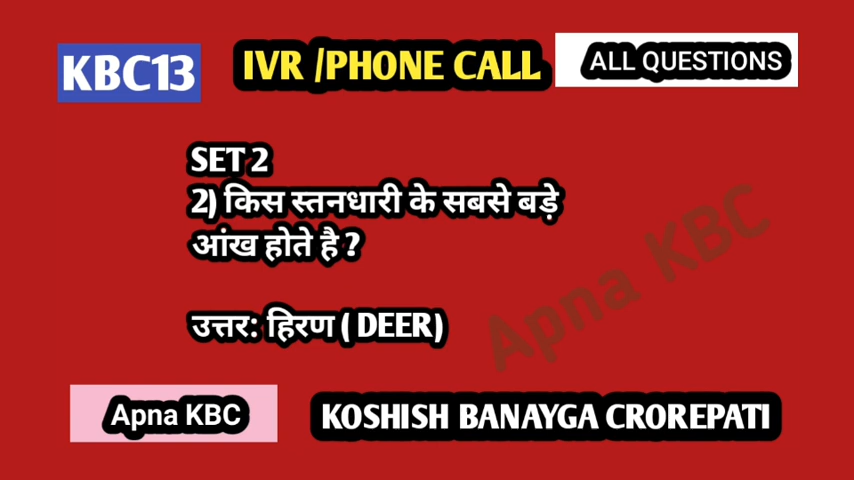 KBC13
IVR /PHONE CALL
ALL QUESTIONS
SET 2
2) किस स्तनधारी के सबसे बड़े
आंख होते है ?
उत्तर: हिरण ( DEER)
Apna KBC
Apna KBC
KOSHISH BANAYGA CROREPATI